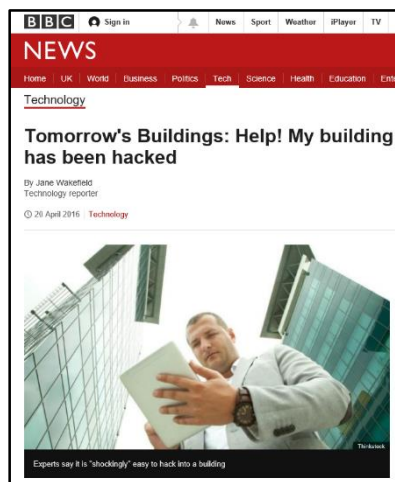 BBC Sign in News Sport Weather iPlayer TV
NEWS
Home UK World Business Politics Tech Science Health Education
Technology
Tomorrow's Buildings: Help! My building
has been hacked
By Jane Wakefield
Technology reporter
20 April 2016 Technology
Thinkstock
Experts say it is "shockingly" easy to hack into a building